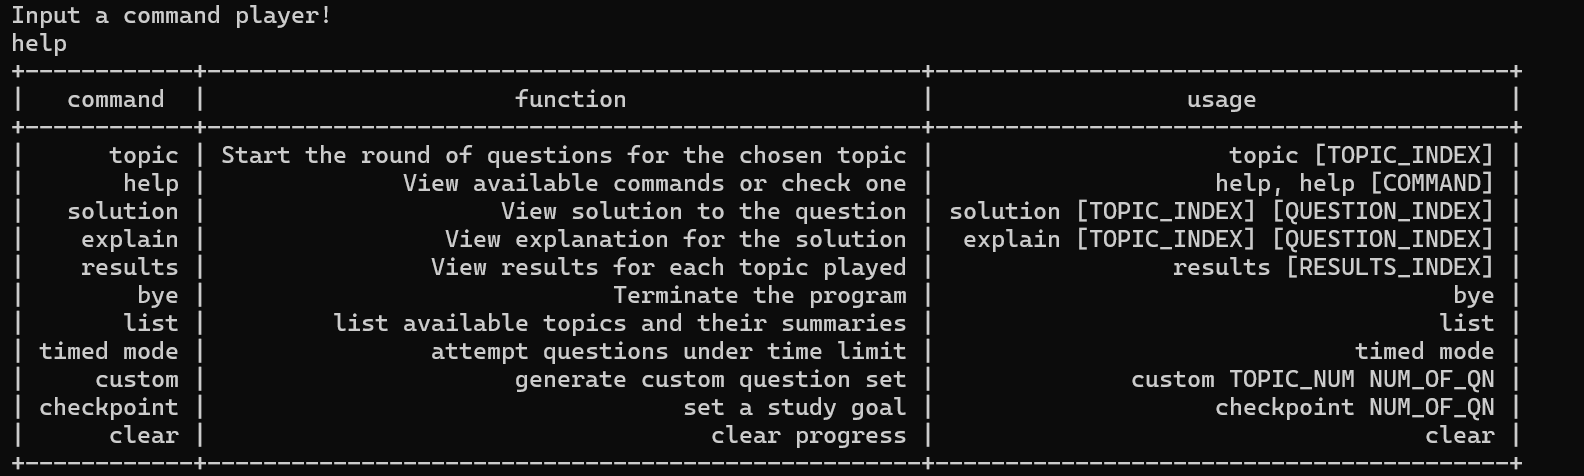 Input a command player!
help
+------------+---------------------------------------------------+-----------------------------------------+
|   command  |                      function                     |                  usage                  |
+------------+---------------------------------------------------+-----------------------------------------+
|      topic | Start the round of questions for the chosen topic |                     topic [TOPIC_INDEX] |
|       help |              View available commands or check one |                    help, help [COMMAND] |
|   solution |                     View solution to the question | solution [TOPIC_INDEX] [QUESTION_INDEX] |
|    explain |                 View explanation for the solution |  explain [TOPIC_INDEX] [QUESTION_INDEX] |
|    results |                View results for each topic played |                 results [RESULTS_INDEX] |
|        bye |                             Terminate the program |                                     bye |
|       list |         list available topics and their summaries |                                    list |
| timed mode |                attempt questions under time limit |                              timed mode |
|     custom |                      generate custom question set |              custom TOPIC_NUM NUM_OF_QN |
| checkpoint |                                  set a study goal |                    checkpoint NUM_OF_QN |
|      clear |                                    clear progress |                                   clear |
+------------+---------------------------------------------------+-----------------------------------------+